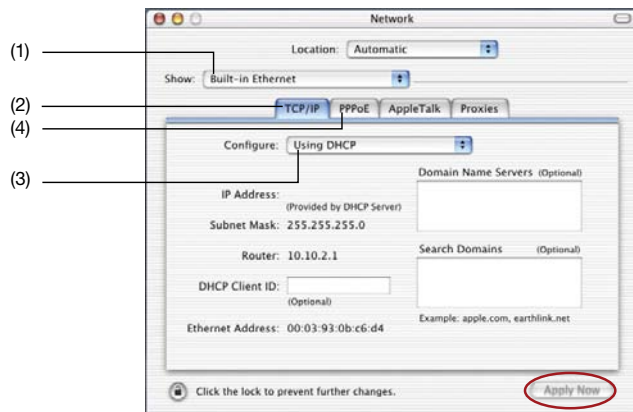 Network
Location: Automatic
(1)
Show: Built-in Ethernet
(2)
TCP/IP PPPoE AppleTalk Proxies
(4)
Configure: Using DHCP
(3)
Domain Name Servers (Optional)
IP Address:
(Provided by DHCP Server)
Subnet Mask: 255.255.255.0
Router: 10.10.2.1
Search Domains (Optional)
DHCP Client ID:
(Optional)
Example: apple.com, earthlink.net
Ethernet Address: 00:03:93:0b:c6:d4
Click the lock to prevent further changes.
Apply Now